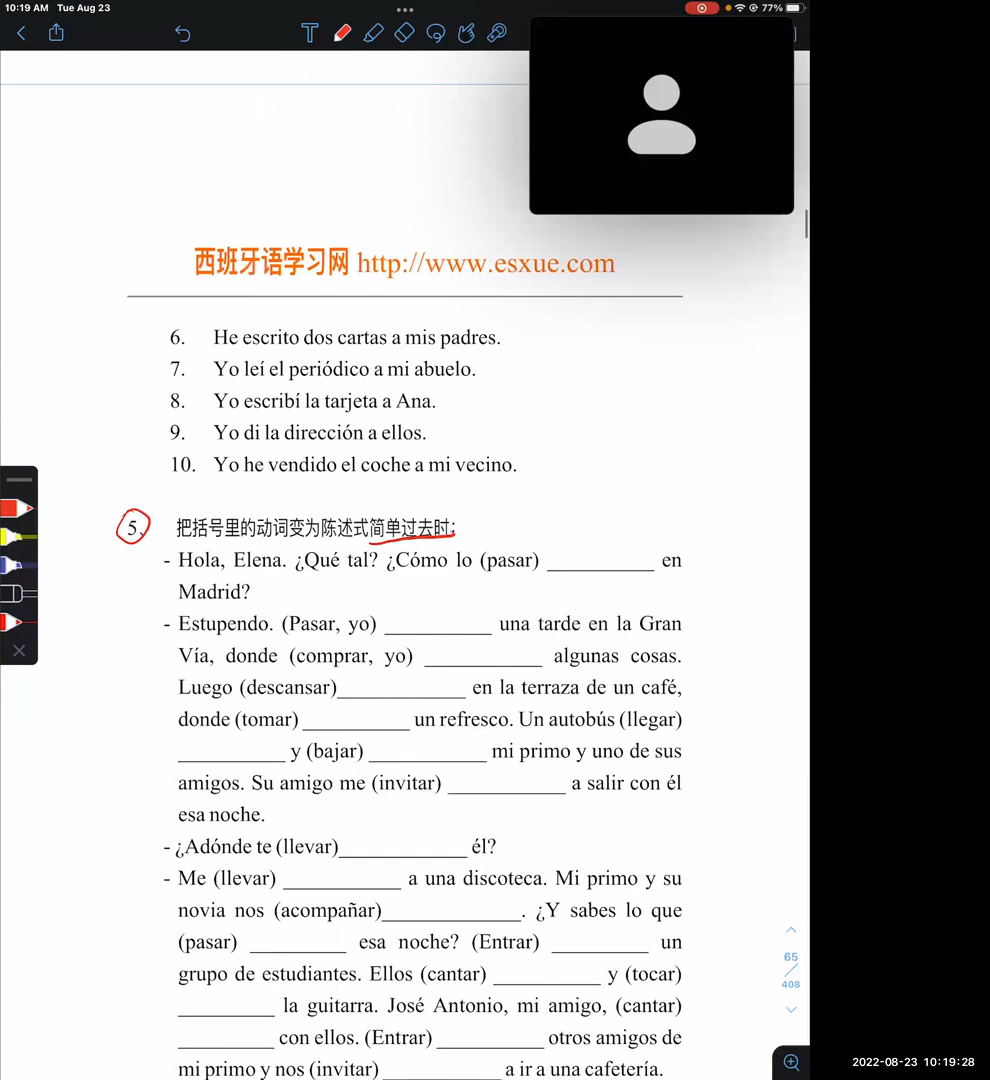 10:19 AM Tue Aug 23
77%
西班牙语学习网 http://www.esxue.com
6. He escrito dos cartas a mis padres.
7. Yo leí el periódico a mi abuelo.
8. Yo escribí la tarjeta a Ana.
9. Yo di la dirección a ellos.
10. Yo he vendido el coche a mi vecino.
5、 把括号里的动词变为陈述式简单过去时:
- Hola, Elena. ¿Qué tal? ¿Cómo lo (pasar) __________ en
Madrid?
- Estupendo. (Pasar, yo) __________ una tarde en la Gran
Vía, donde (comprar, yo) ___________ algunas cosas.
Luego (descansar)____________ en la terraza de un café,
donde (tomar) __________ un refresco. Un autobús (llegar)
__________ y (bajar) ___________ mi primo y uno de sus
amigos. Su amigo me (invitar) ___________ a salir con él
esa noche.
- ¿Adónde te (llevar)____________ él?
- Me (llevar) ___________ a una discoteca. Mi primo y su
novia nos (acompañar)_____________. ¿Y sabes lo que
(pasar) _________ esa noche? (Entrar) _________ un
grupo de estudiantes. Ellos (cantar) __________ y (tocar)
_________ la guitarra. José Antonio, mi amigo, (cantar)
_________ con ellos. (Entrar) __________ otros amigos de
mi primo y nos (invitar) ___________ a ir a una cafetería.
65
408
2022-08-23 10:19:28